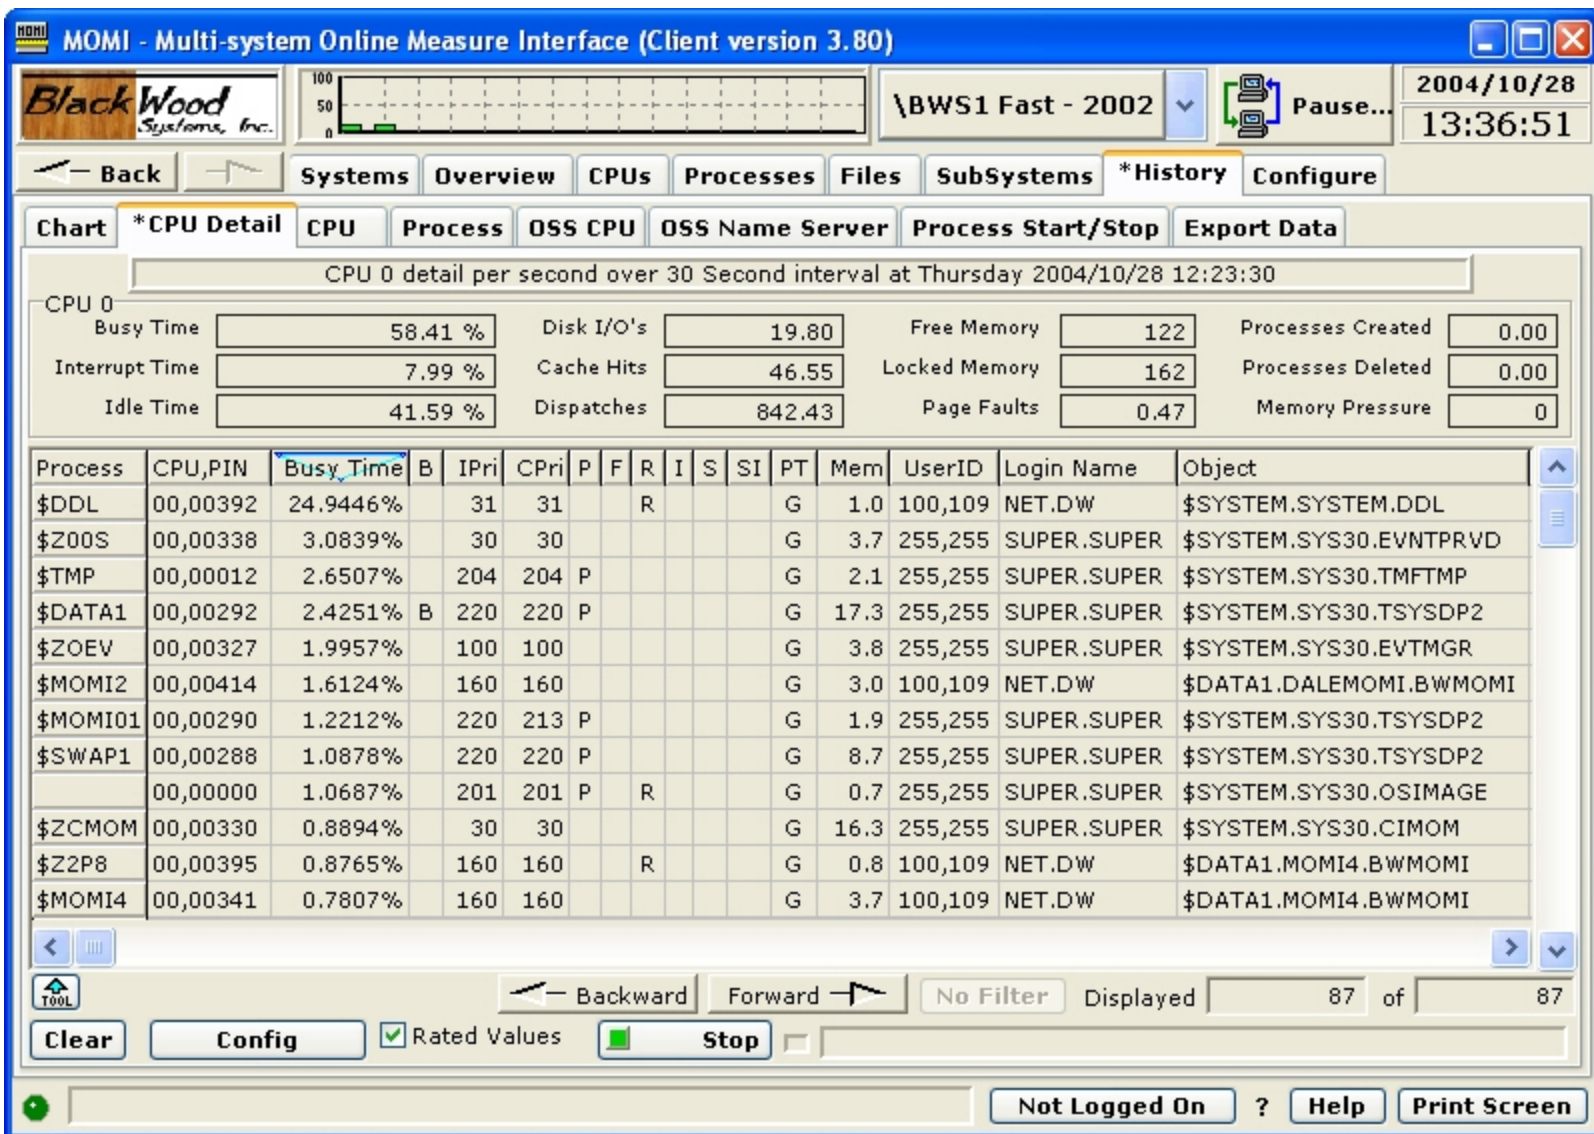 MOMI MOMI - Multi-system Online Measure Interface (Client version 3.80)
BlackWood Systems, Inc.
100
50
0
\BWS1 Fast - 2002
Pause...
2004/10/28
13:36:51
Back
Systems Overview CPUs Processes Files SubSystems *History Configure
Chart *CPU Detail CPU Process OSS CPU OSS Name Server Process Start/Stop Export Data
CPU 0 detail per second over 30 Second interval at Thursday 2004/10/28 12:23:30
CPU 0
Busy Time 58.41 % Disk I/O's 19.80 Free Memory 122 Processes Created 0.00
Interrupt Time 7.99 % Cache Hits 46.55 Locked Memory 162 Processes Deleted 0.00
Idle Time 41.59 % Dispatches 842.43 Page Faults 0.47 Memory Pressure 0
Process CPU,PIN Busy Time B IPri CPri P F R I S SI PT Mem UserID Login Name Object
$DDL 00,00392 24.9446% 31 31 R G 1.0 100,109 NET.DW $SYSTEM.SYSTEM.DDL
$Z00S 00,00338 3.0839% 30 30 G 3.7 255,255 SUPER.SUPER $SYSTEM.SYS30.EVNTPRVD
$TMP 00,00012 2.6507% 204 204 P G 2.1 255,255 SUPER.SUPER $SYSTEM.SYS30.TMFTMP
$DATA1 00,00292 2.4251% B 220 220 P G 17.3 255,255 SUPER.SUPER $SYSTEM.SYS30.TSYSDP2
$ZOEV 00,00327 1.9957% 100 100 G 3.8 255,255 SUPER.SUPER $SYSTEM.SYS30.EVTMGR
$MOMI2 00,00414 1.6124% 160 160 G 3.0 100,109 NET.DW $DATA1.DALEMOMI.BWMOMI
$MOMI01 00,00290 1.2212% 220 213 P G 1.9 255,255 SUPER.SUPER $SYSTEM.SYS30.TSYSDP2
$SWAP1 00,00288 1.0878% 220 220 P G 8.7 255,255 SUPER.SUPER $SYSTEM.SYS30.TSYSDP2
00,00000 1.0687% 201 201 P R G 0.7 255,255 SUPER.SUPER $SYSTEM.SYS30.OSIMAGE
$ZCMOM 00,00330 0.8894% 30 30 G 16.3 255,255 SUPER.SUPER $SYSTEM.SYS30.CIMOM
$Z2P8 00,00395 0.8765% 160 160 R G 0.8 100,109 NET.DW $DATA1.MOMI4.BWMOMI
$MOMI4 00,00341 0.7807% 160 160 G 3.7 100,109 NET.DW $DATA1.MOMI4.BWMOMI
TOOL Backward Forward No Filter Displayed 87 of 87
Clear Config Rated Values Stop
Not Logged On ? Help Print Screen